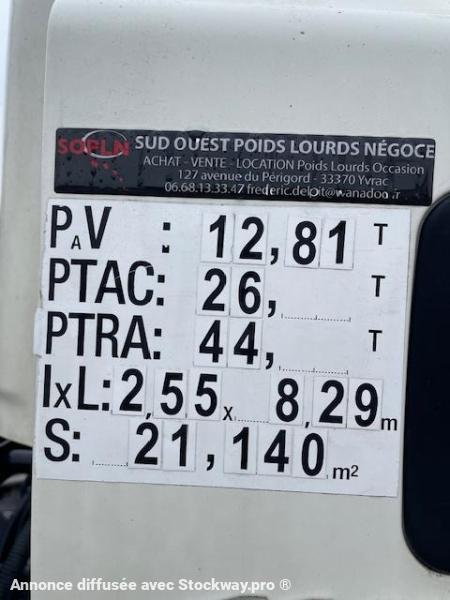 SOPLN
SUD OUEST POIDS LOURDS NÉGOCE
ACHAT - VENTE - LOCATION Poids Lourds Occasion
127 avenue du Périgord - 33370 Yvrac
06.68.13.33.47 frederic.delpit@wanadoo.fr
PAV : 12,81 T
PTAC: 26, T
PTRA: 44, T
IxL: 2,55 x 8,29 m
S: 21,140 m²
Annonce diffusée avec Stockway.pro ®